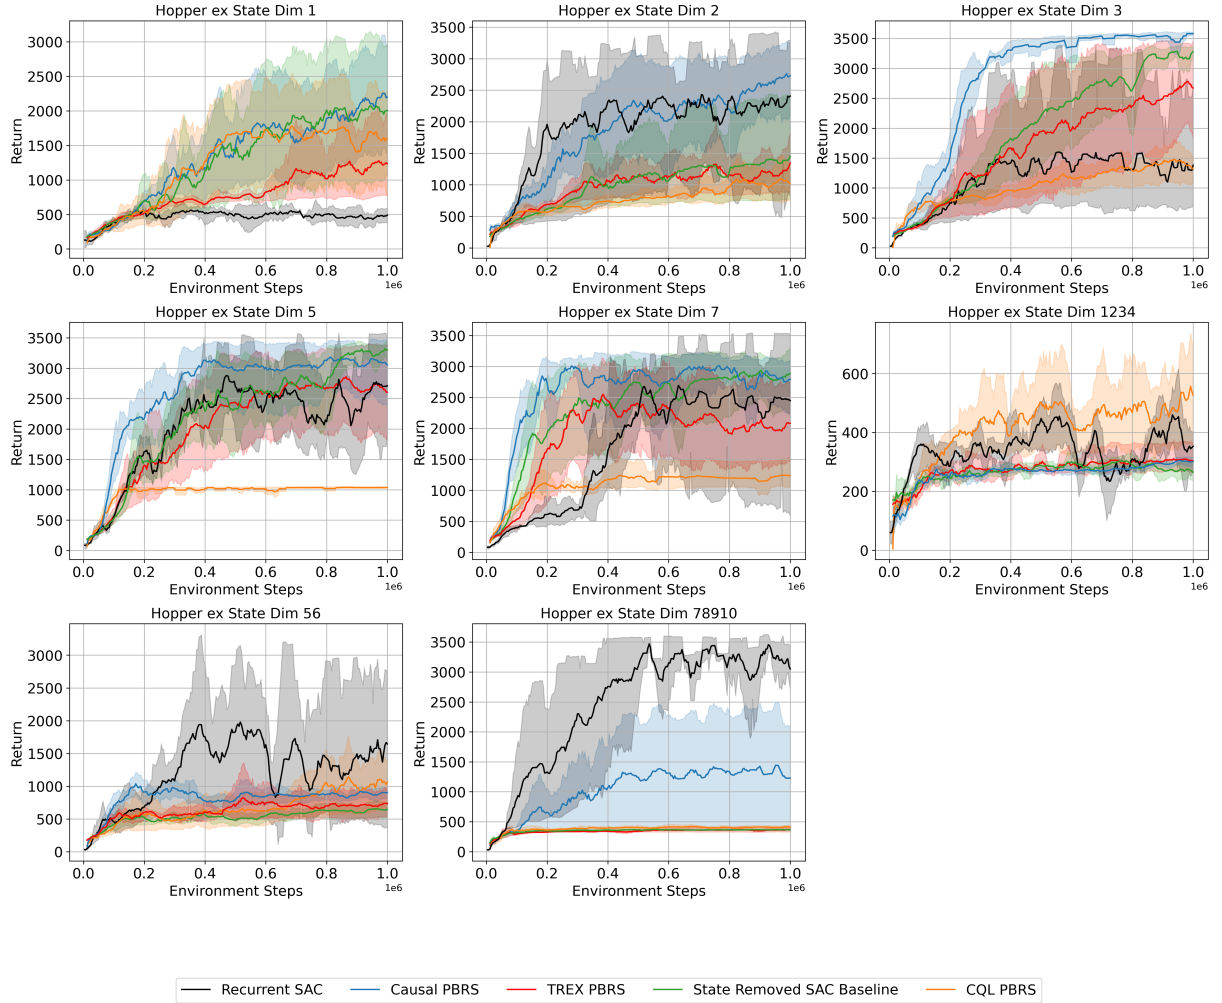 Hopper ex State Dim 1
3000
2500
2000
1500
1000
500
0
Return
0.0 0.2 0.4 0.6 0.8 1.0
1e6
Environment Steps
Hopper ex State Dim 2
3500
3000
2500
2000
1500
1000
500
0
Return
0.0 0.2 0.4 0.6 0.8 1.0
1e6
Environment Steps
Hopper ex State Dim 3
3500
3000
2500
2000
1500
1000
500
0
Return
0.0 0.2 0.4 0.6 0.8 1.0
1e6
Environment Steps
Hopper ex State Dim 5
3500
3000
2500
2000
1500
1000
500
0
Return
0.0 0.2 0.4 0.6 0.8 1.0
1e6
Environment Steps
Hopper ex State Dim 7
3500
3000
2500
2000
1500
1000
500
0
Return
0.0 0.2 0.4 0.6 0.8 1.0
1e6
Environment Steps
Hopper ex State Dim 1234
600
400
200
0
Return
0.0 0.2 0.4 0.6 0.8 1.0
1e6
Environment Steps
Hopper ex State Dim 56
3000
2500
2000
1500
1000
500
0
Return
0.0 0.2 0.4 0.6 0.8 1.0
1e6
Environment Steps
Hopper ex State Dim 78910
3500
3000
2500
2000
1500
1000
500
0
Return
0.0 0.2 0.4 0.6 0.8 1.0
1e6
Environment Steps
Recurrent SAC Causal PBRS TREX PBRS State Removed SAC Baseline CQL PBRS